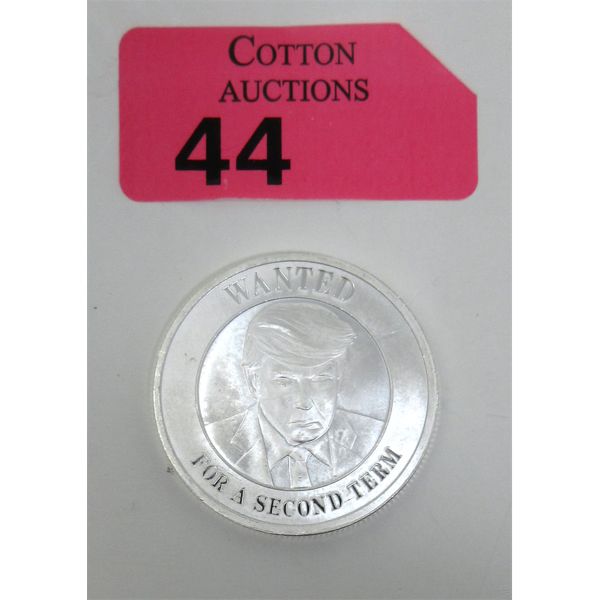 COTTON
AUCTIONS
44
WANTED
FOR A SECOND TERM